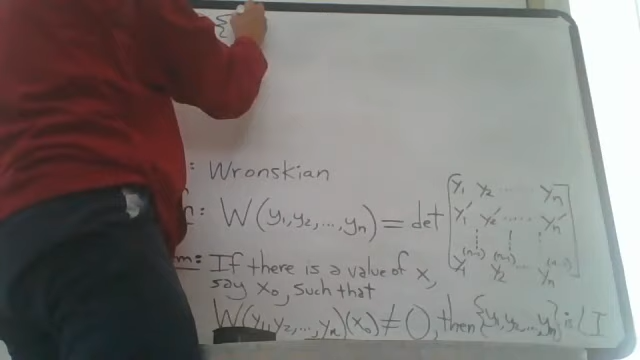 {
: Wronskian
n: W(y₁,y₂,...,yₙ) = det [y₁ y₂ ..... yₙ
y₁′ y₂′ ..... yₙ′
y₁⁽ⁿ⁻¹⁾ y₂⁽ⁿ⁻¹⁾ ... yₙ⁽ⁿ⁻¹⁾]
m: If there is a value of x,
say x₀, such that
W(y₁,y₂,...,yₙ)(x₀) ≠ 0, then {y₁,y₂,...,yₙ} is LI